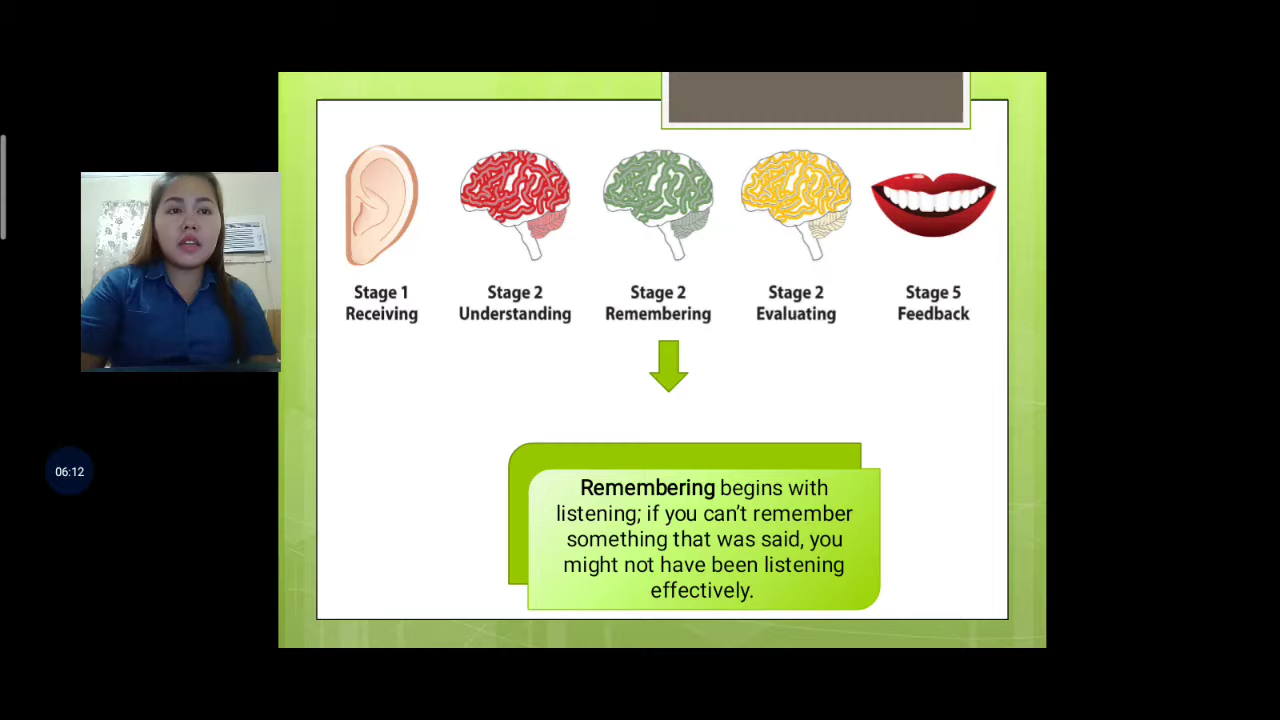 Stage 1
Receiving
Stage 2
Understanding
Stage 2
Remembering
Stage 2
Evaluating
Stage 5
Feedback
06:12
Remembering begins with
listening; if you can't remember
something that was said, you
might not have been listening
effectively.